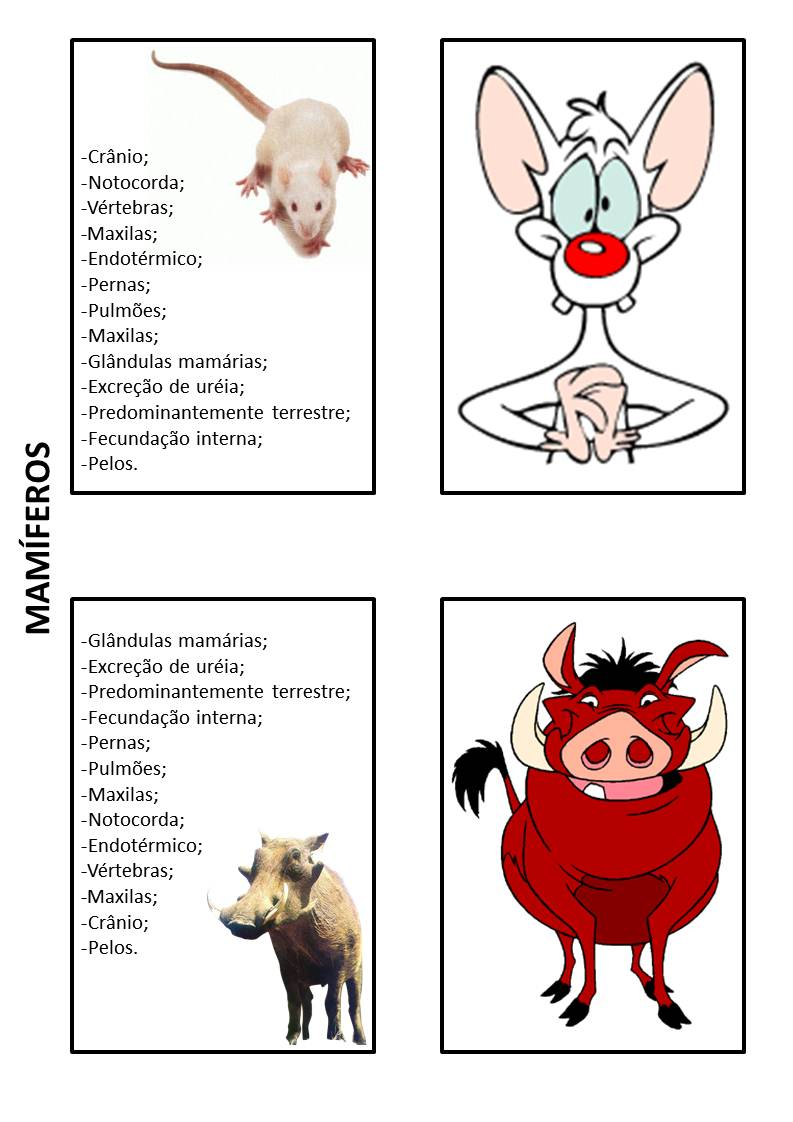 MAMÍFEROS
-Crânio;
-Notocorda;
-Vértebras;
-Maxilas;
-Endotérmico;
-Pernas;
-Pulmões;
-Maxilas;
-Glândulas mamárias;
-Excreção de uréia;
-Predominantemente terrestre;
-Fecundação interna;
-Pelos.
-Glândulas mamárias;
-Excreção de uréia;
-Predominantemente terrestre;
-Fecundação interna;
-Pernas;
-Pulmões;
-Maxilas;
-Notocorda;
-Endotérmico;
-Vértebras;
-Maxilas;
-Crânio;
-Pelos.